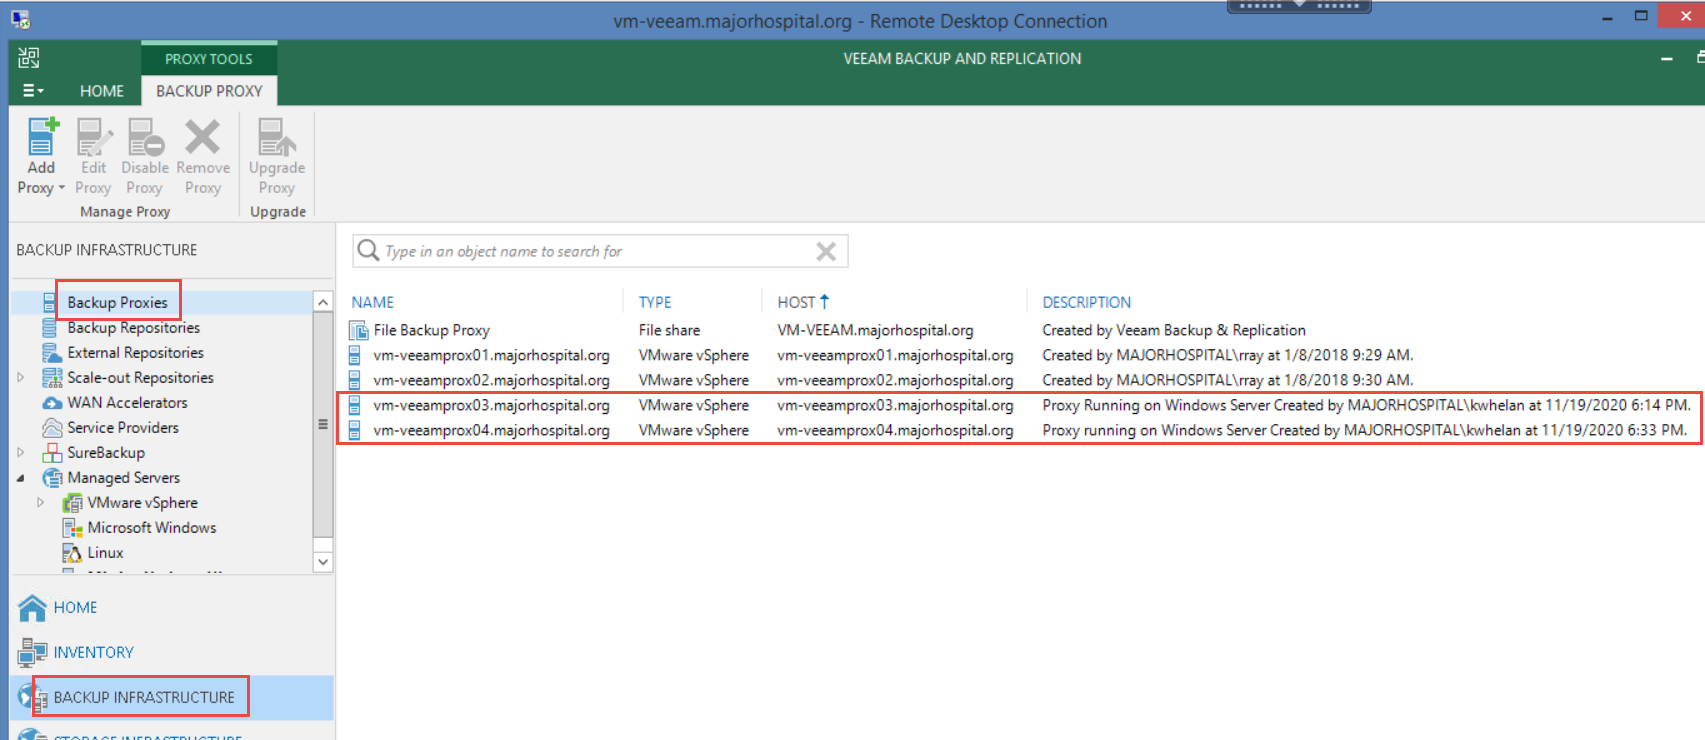 vm-veeam.majorhospital.org - Remote Desktop Connection
PROXY TOOLS
VEEAM BACKUP AND REPLICATION
HOME
BACKUP PROXY
Add Proxy
Edit Proxy
Disable Proxy
Remove Proxy
Upgrade Proxy
Manage Proxy
Upgrade
BACKUP INFRASTRUCTURE
Backup Proxies
Backup Repositories
External Repositories
Scale-out Repositories
WAN Accelerators
Service Providers
SureBackup
Managed Servers
VMware vSphere
Microsoft Windows
Linux
HOME
INVENTORY
BACKUP INFRASTRUCTURE
STORAGE INFRASTRUCTURE
Type in an object name to search for
NAME TYPE HOST DESCRIPTION
File Backup Proxy File share VM-VEEAM.majorhospital.org Created by Veeam Backup & Replication
vm-veeamprox01.majorhospital.org VMware vSphere vm-veeamprox01.majorhospital.org Created by MAJORHOSPITAL\rray at 1/8/2018 9:29 AM.
vm-veeamprox02.majorhospital.org VMware vSphere vm-veeamprox02.majorhospital.org Created by MAJORHOSPITAL\rray at 1/8/2018 9:30 AM.
vm-veeamprox03.majorhospital.org VMware vSphere vm-veeamprox03.majorhospital.org Proxy Running on Windows Server Created by MAJORHOSPITAL\kwhelan at 11/19/2020 6:14 PM.
vm-veeamprox04.majorhospital.org VMware vSphere vm-veeamprox04.majorhospital.org Proxy running on Windows Server Created by MAJORHOSPITAL\kwhelan at 11/19/2020 6:33 PM.